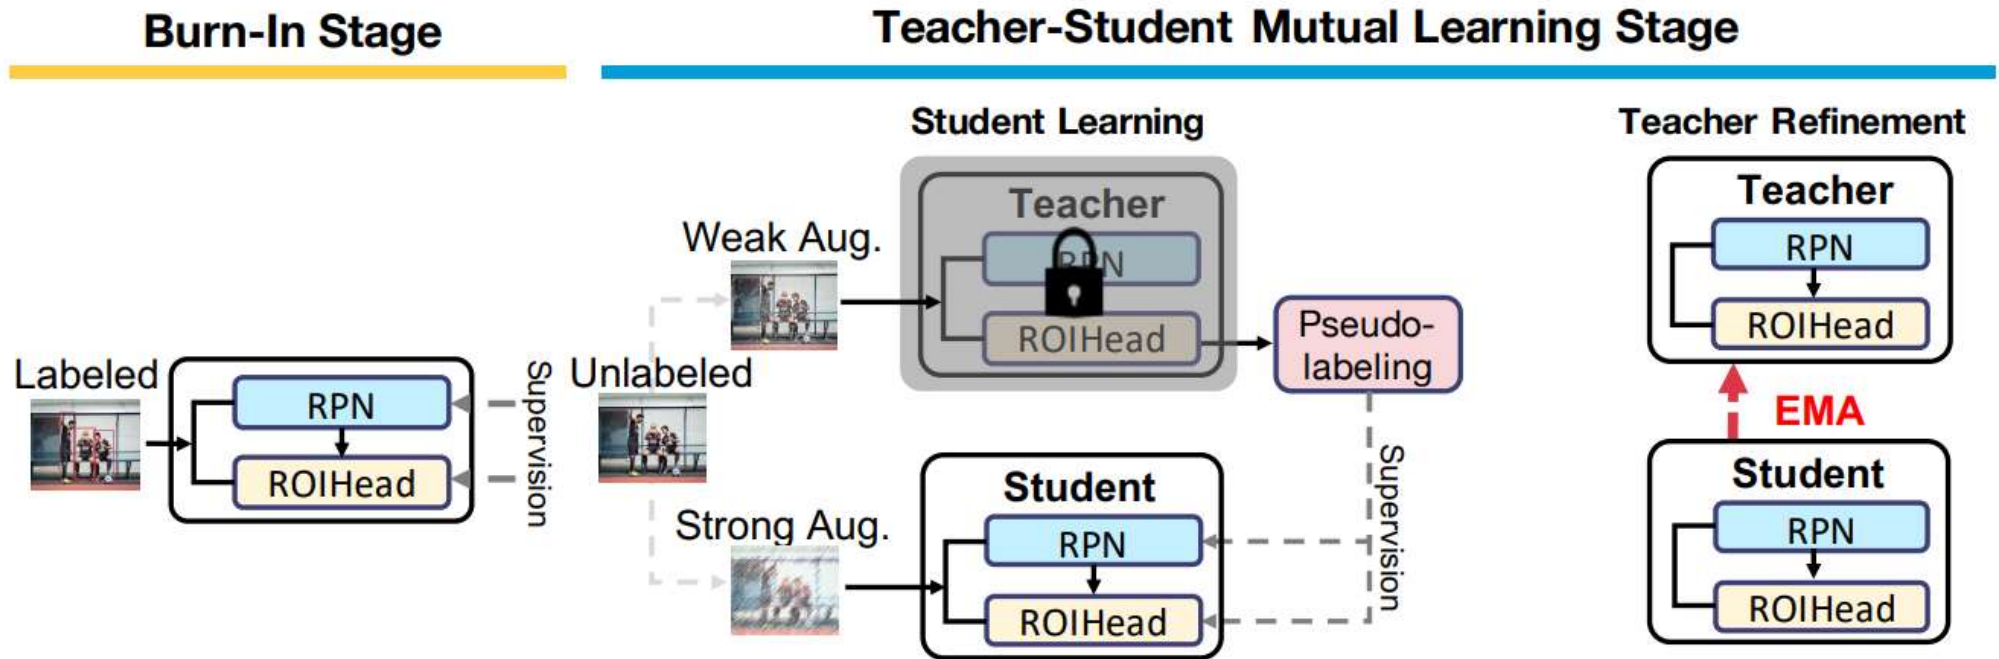 Burn-In Stage
Teacher-Student Mutual Learning Stage
Student Learning
Teacher Refinement
Labeled
RPN
ROIHead
Supervision
Unlabeled
Weak Aug.
Teacher
RPN
ROIHead
Pseudo-
labeling
Strong Aug.
Student
RPN
ROIHead
Supervision
Teacher
RPN
ROIHead
EMA
Student
RPN
ROIHead